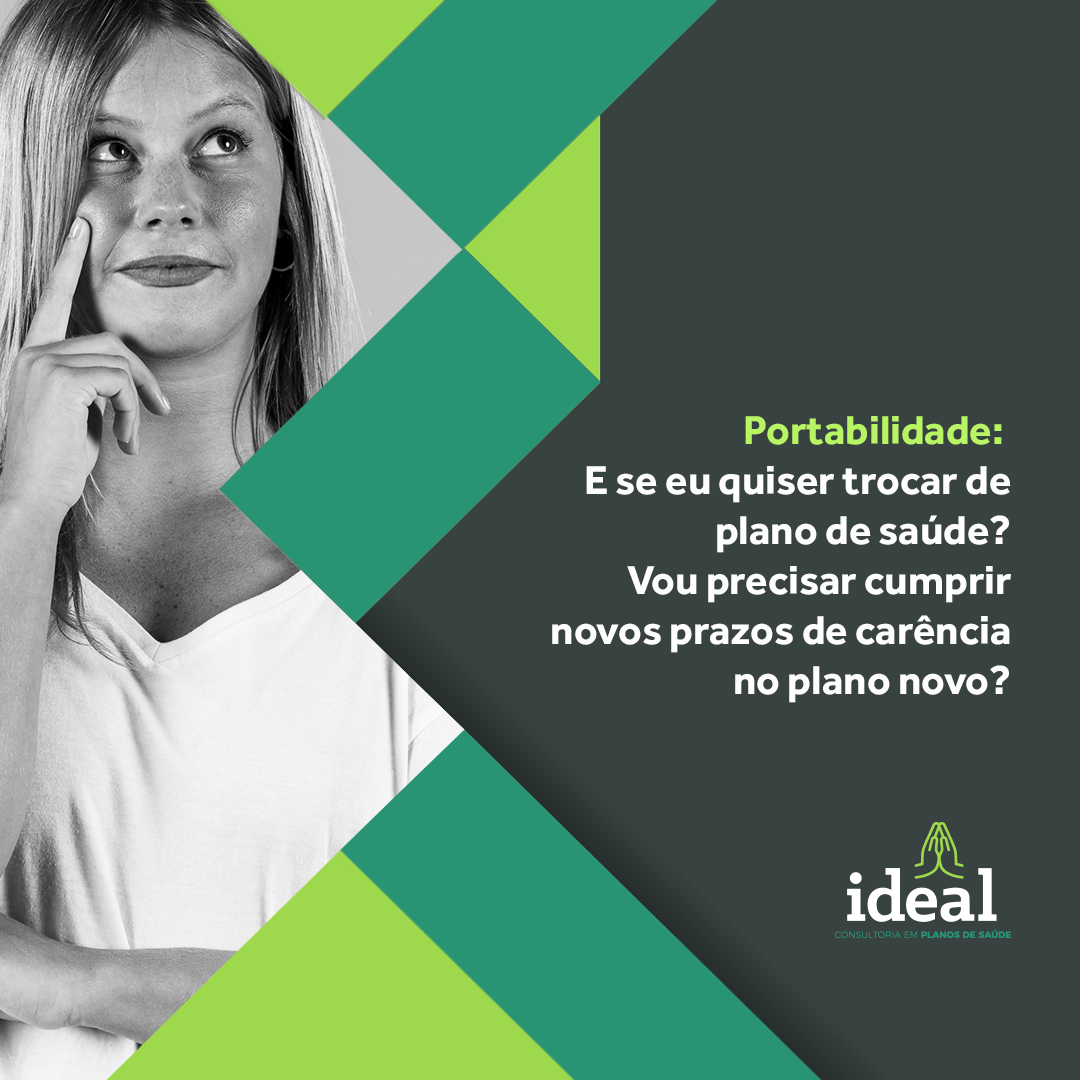 Portabilidade:
E se eu quiser trocar de
plano de saúde?
Vou precisar cumprir
novos prazos de carência
no plano novo?
ideal
CONSULTORIA EM PLANOS DE SAÚDE